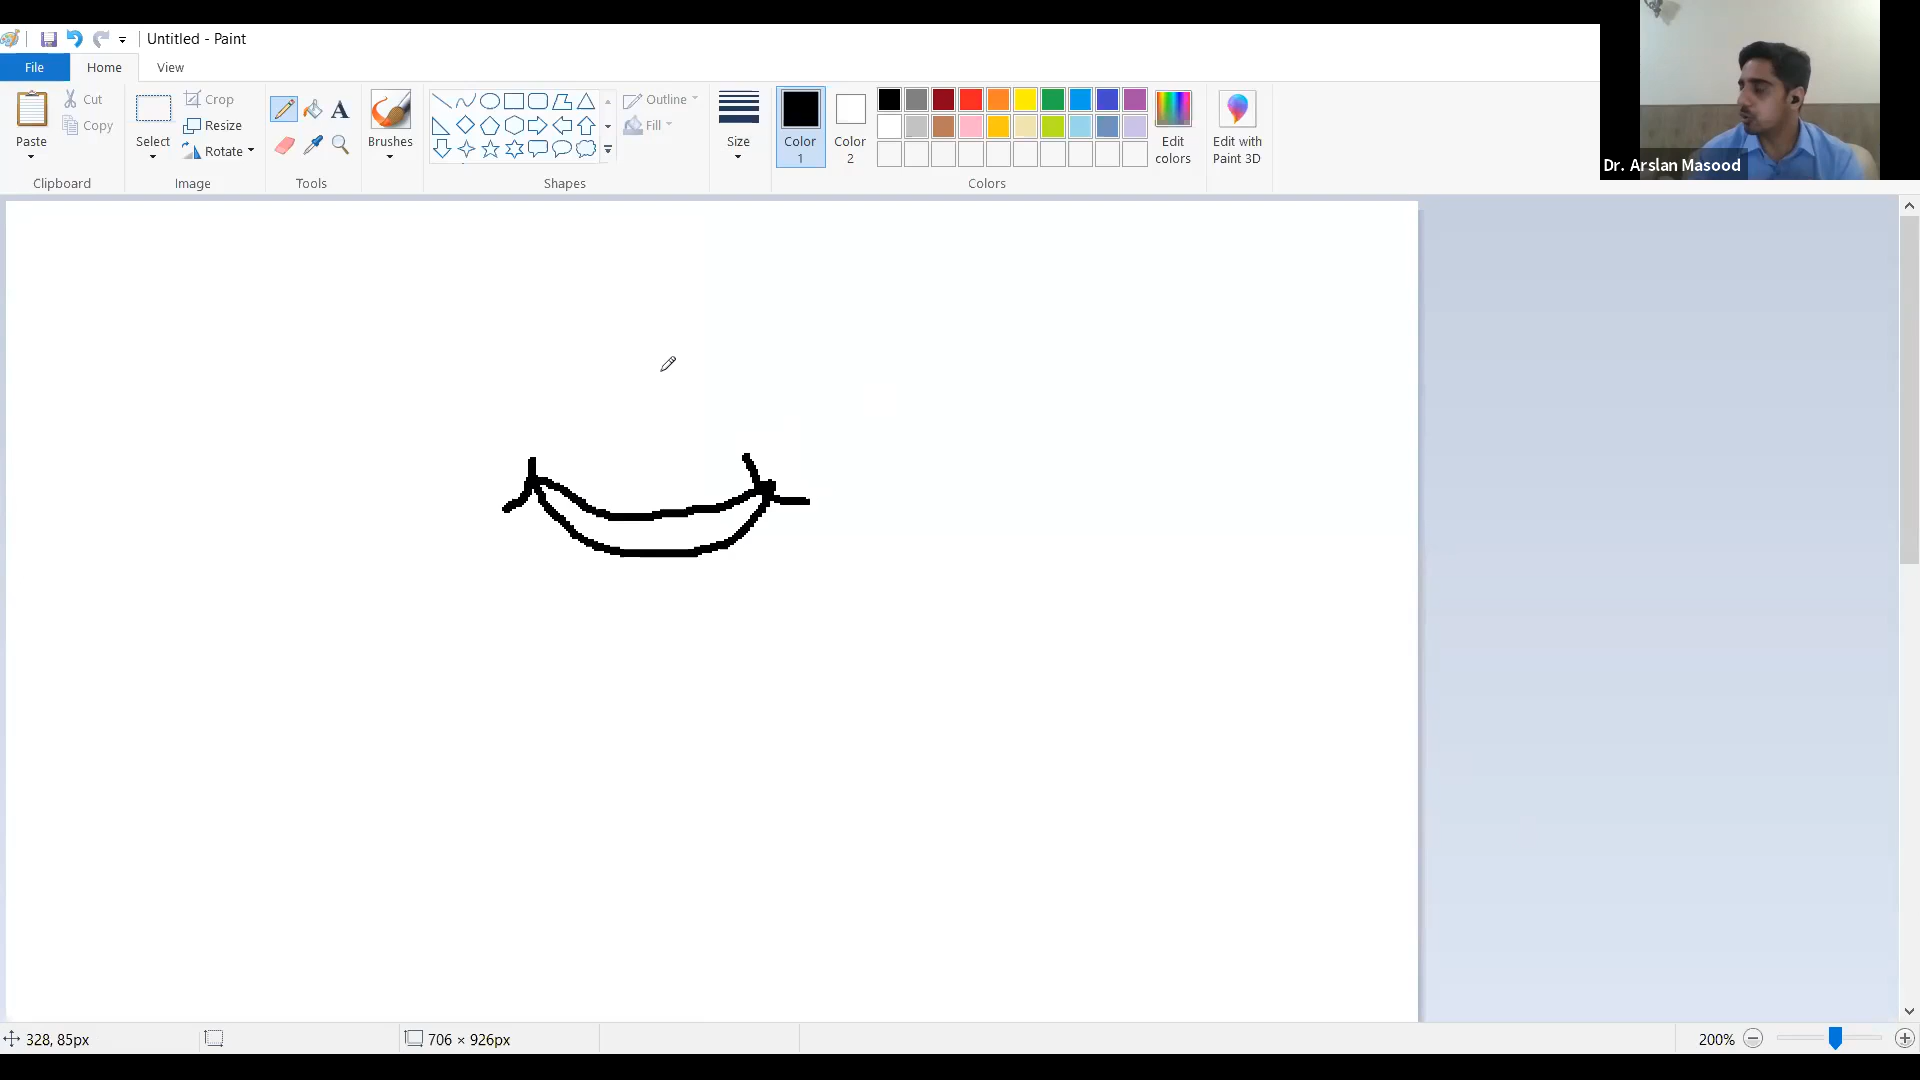 Untitled - Paint
File Home View
Paste Cut Copy
Clipboard
Select Crop Resize Rotate
Image
A
Tools
Brushes
Outline Fill
Shapes
Size
Color 1
Color 2
Edit colors
Edit with Paint 3D
Colors
Dr. Arslan Masood
328, 85px
706 × 926px
200%